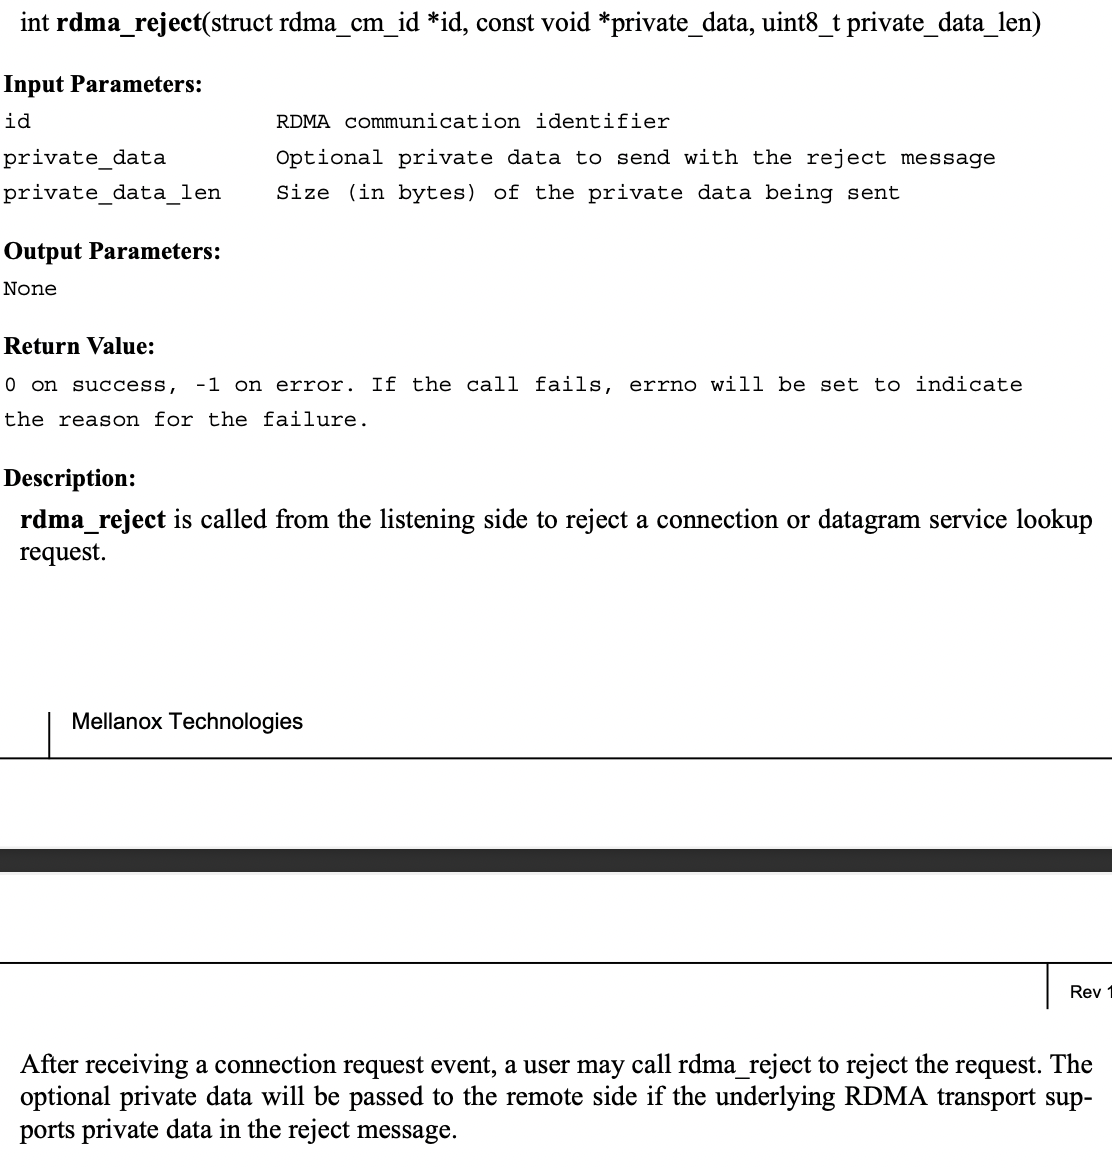 int rdma_reject(struct rdma_cm_id *id, const void *private_data, uint8_t private_data_len)
Input Parameters:
id RDMA communication identifier
private_data Optional private data to send with the reject message
private_data_len Size (in bytes) of the private data being sent
Output Parameters:
None
Return Value:
0 on success, -1 on error. If the call fails, errno will be set to indicate
the reason for the failure.
Description:
rdma_reject is called from the listening side to reject a connection or datagram service lookup
request.
Mellanox Technologies
Rev 1
After receiving a connection request event, a user may call rdma_reject to reject the request. The
optional private data will be passed to the remote side if the underlying RDMA transport sup-
ports private data in the reject message.